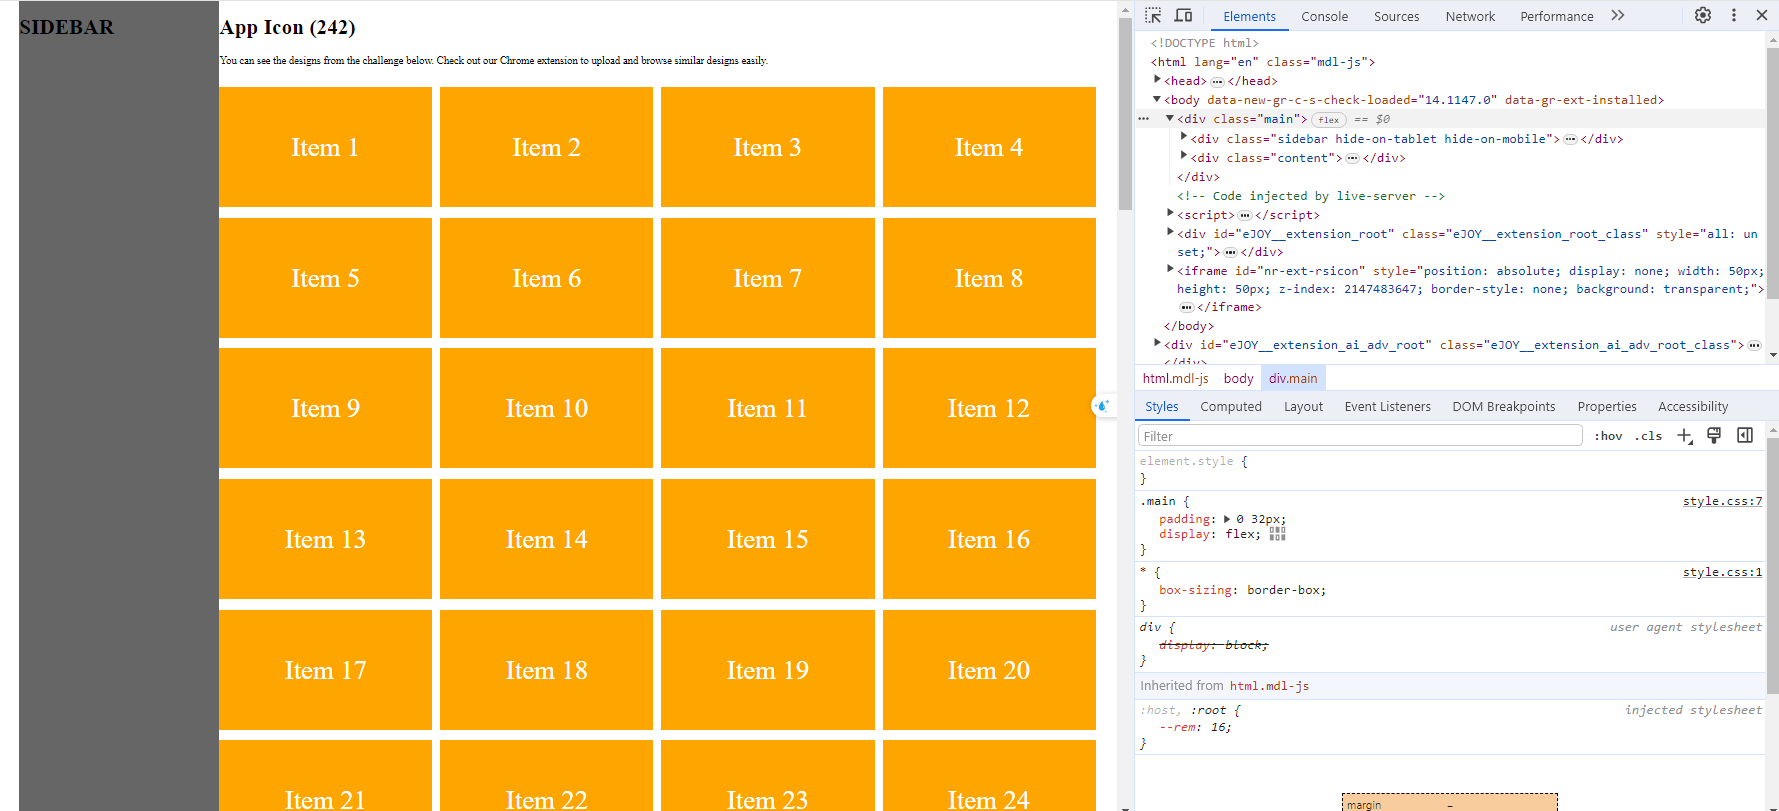 SIDEBAR
App Icon (242)
You can see the designs from the challenge below. Check out our Chrome extension to upload and browse similar designs easily.
Item 1 Item 2 Item 3 Item 4
Item 5 Item 6 Item 7 Item 8
Item 9 Item 10 Item 11 Item 12
Item 13 Item 14 Item 15 Item 16
Item 17 Item 18 Item 19 Item 20
Item 21 Item 22 Item 23 Item 24
Elements Console Sources Network Performance
<!DOCTYPE html>
<html lang="en" class="mdl-js">
<head> ⋯ </head>
<body data-new-gr-c-s-check-loaded="14.1147.0" data-gr-ext-installed>
<div class="main"> flex == $0
<div class="sidebar hide-on-tablet hide-on-mobile"> ⋯ </div>
<div class="content"> ⋯ </div>
</div>
<!-- Code injected by live-server -->
<script> ⋯ </script>
<div id="eJOY__extension_root" class="eJOY__extension_root_class" style="all: un
set;"> ⋯ </div>
<iframe id="nr-ext-rsicon" style="position: absolute; display: none; width: 50px;
height: 50px; z-index: 2147483647; border-style: none; background: transparent;">
⋯ </iframe>
</body>
<div id="eJOY__extension_ai_adv_root" class="eJOY__extension_ai_adv_root_class"> ⋯
</div>
html.mdl-js body div.main
Styles Computed Layout Event Listeners DOM Breakpoints Properties Accessibility
Filter :hov .cls
element.style {
}
.main { style.css:7
padding: 0 32px;
display: flex;
}
* { style.css:1
box-sizing: border-box;
}
div { user agent stylesheet
display: block;
}
Inherited from html.mdl-js
:host, :root { injected stylesheet
--rem: 16;
}
margin –